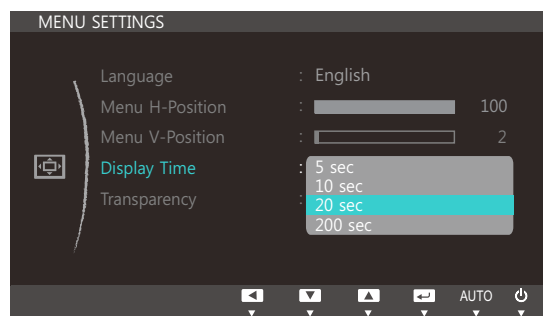 MENU SETTINGS
Language : English
Menu H-Position : 100
Menu V-Position : 2
Display Time : 5 sec
10 sec
Transparency : 20 sec
200 sec
AUTO